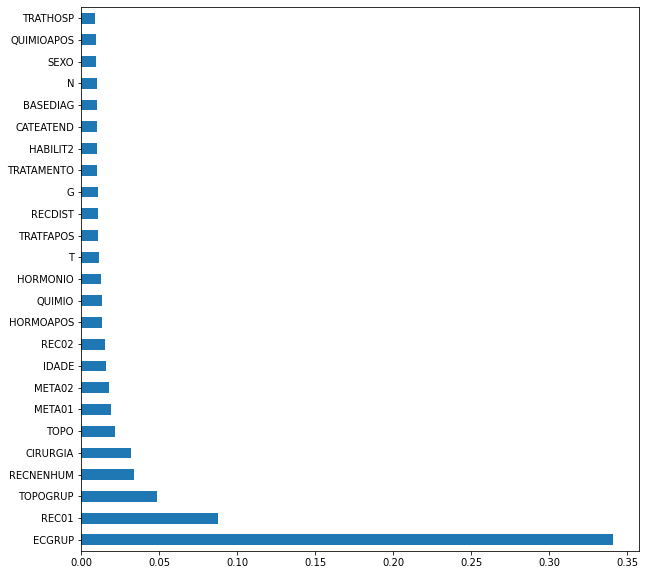 TRATHOSP
QUIMIOAPOS
SEXO
N
BASEDIAG
CATEATEND
HABILIT2
TRATAMENTO
G
RECDIST
TRATFAPOS
T
HORMONIO
QUIMIO
HORMOAPOS
REC02
IDADE
META02
META01
TOPO
CIRURGIA
RECNENHUM
TOPOGRUP
REC01
ECGRUP
0.00 0.05 0.10 0.15 0.20 0.25 0.30 0.35